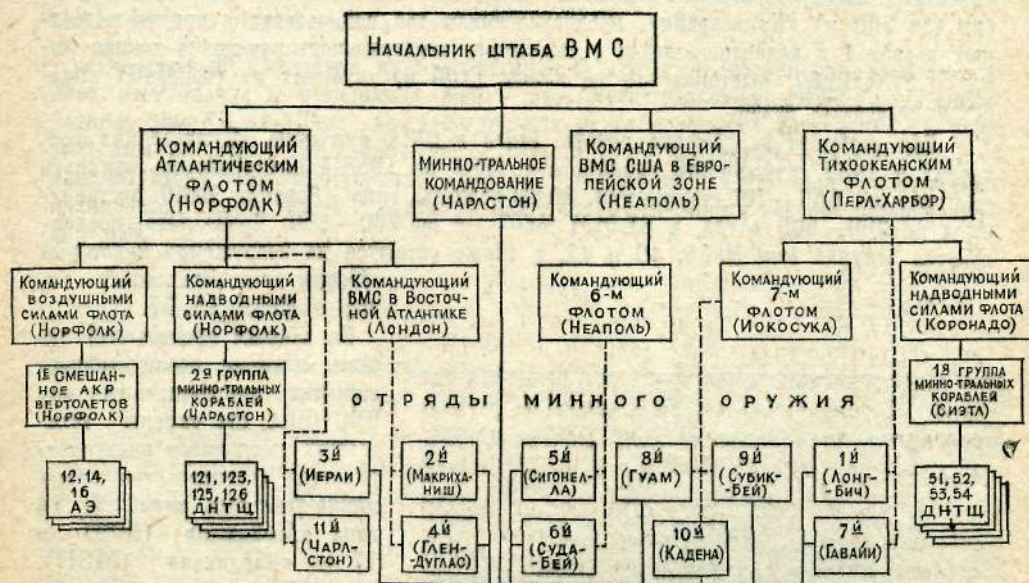 Начальник штаба ВМС
Командующий
Атлантическим
флотом
(Норфолк)
Минно-тральное
командование
(Чарлстон)
Командующий
ВМС США в Евро-
пейской зоне
(Неаполь)
Командующий
Тихоокеанским
флотом
(Перл-Харбор)
Командующий
воздушными
силами флота
(Норфолк)
Командующий
надводными
силами флота
(Норфолк)
Командующий
ВМС в Восточ-
ной Атлантике
(Лондон)
Командующий
6-м
флотом
(Неаполь)
Командующий
7-м
флотом
(Иокосука)
Командующий
надводными
силами флота
(Коронадо)
1е смешан-
ное АКР
вертолетов
(Норфолк)
2я группа
минно-тральных
кораблей
(Чарлстон)
1я группа
минно-тральных
кораблей
(Сиэтл)
ОТРЯДЫ МИННОГО ОРУЖИЯ
12, 14,
16
АЭ
121, 123,
125, 126
ДНТЩ
3й
(Иерли)
2й
(Макриха-
ниш)
5й
(Сигонел-
ла)
8й
(Гуам)
9й
(Субик-
Бей)
1й
(Лонг-
Бич)
51, 52,
53, 54
ДНТЩ
11й
(Чарл-
стон)
4й
(Глен-
Дуглас)
6й
(Суда-
Бей)
10й
(Кадена)
7й
(Гавайи)